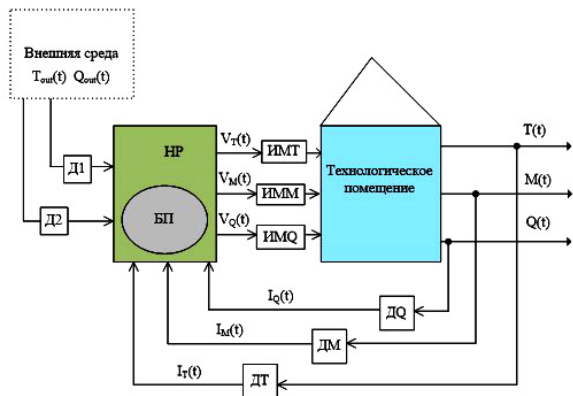 Внешняя среда
Tout(t) Qout(t)
Д1
Д2
НР
БП
VT(t)
VM(t)
VQ(t)
ИМТ
ИММ
ИМQ
Технологическое
помещение
T(t)
M(t)
Q(t)
IQ(t)
ДQ
IM(t)
ДМ
IT(t)
ДТ